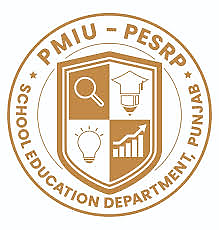 PMIU - PESRP
SCHOOL EDUCATION DEPARTMENT, PUNJAB